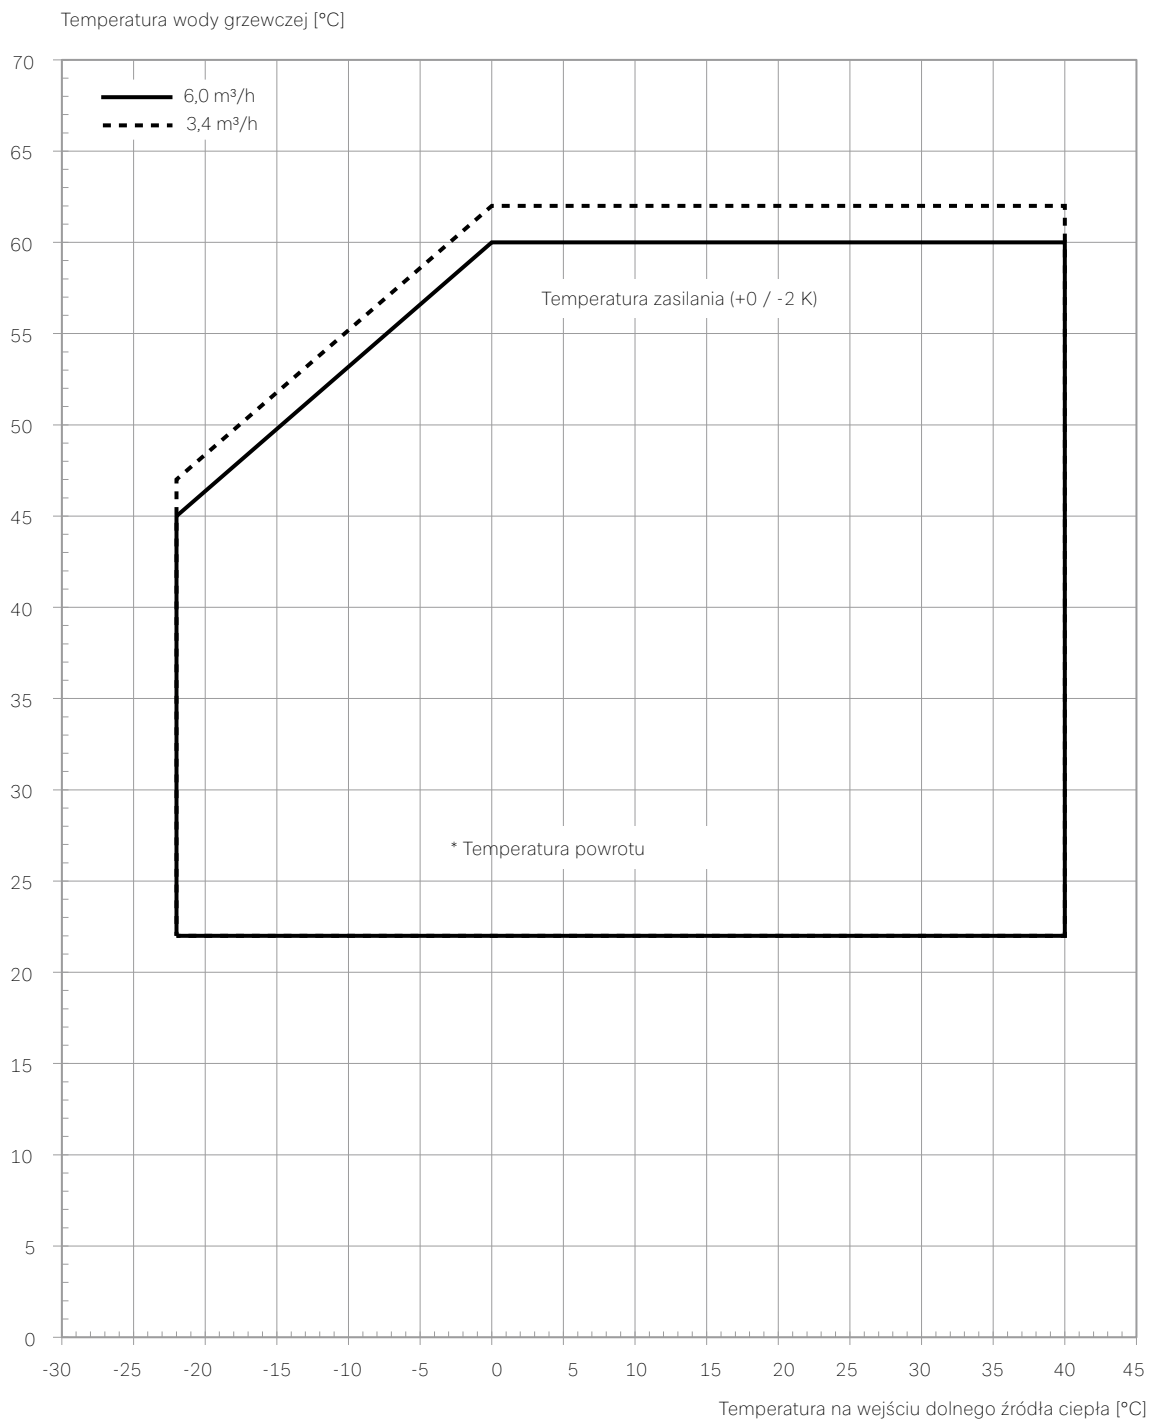 Temperatura wody grzewczej [°C]
70
6,0 m³/h
3,4 m³/h
65
60
Temperatura zasilania (+0 / -2 K)
55
50
45
40
35
30
* Temperatura powrotu
25
20
15
10
5
0
-30 -25 -20 -15 -10 -5 0 5 10 15 20 25 30 35 40 45
Temperatura na wejściu dolnego źródła ciepła [°C]